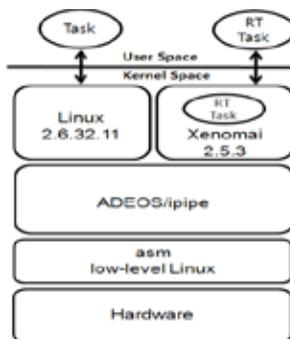 Task
RT
Task
User Space
Kernel Space
Linux
2.6.32.11
RT
Task
Xenomai
2.5.3
ADEOS/ipipe
asm
low-level Linux
Hardware